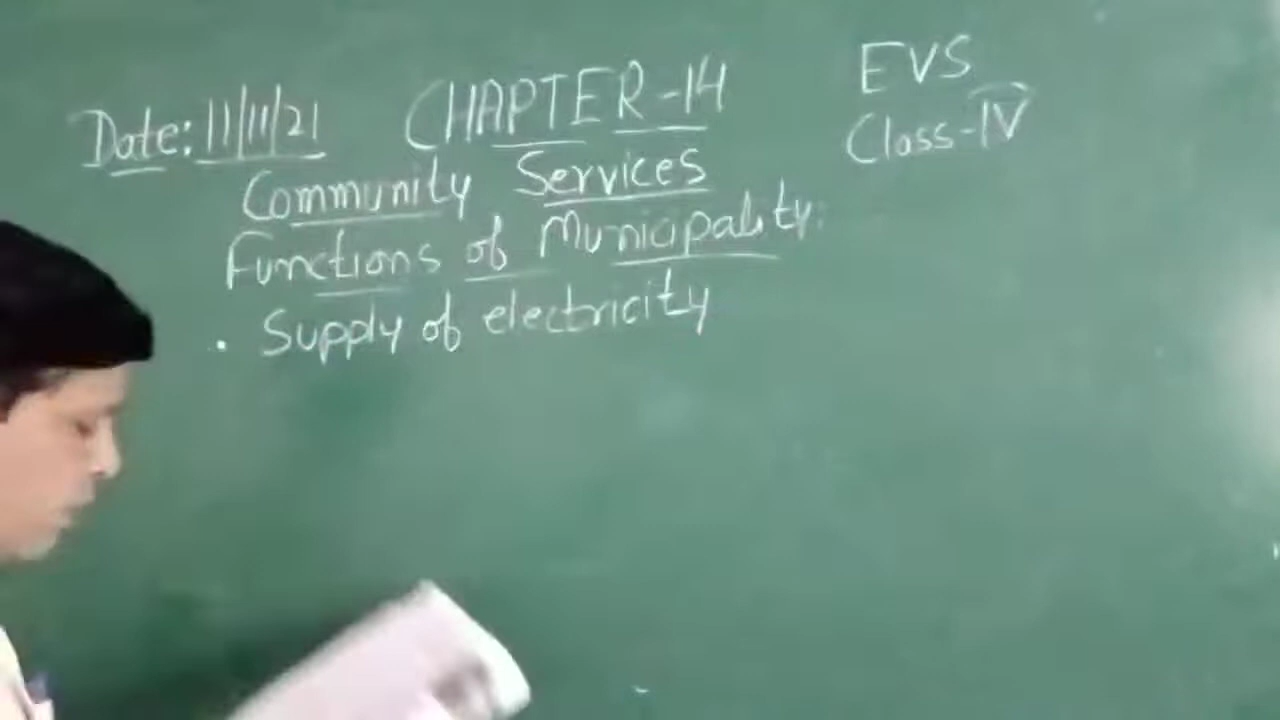 EVS
Date: 11/11/21 CHAPTER-14
Class-IV
Community Services
Functions of Municipality:
. Supply of electricity